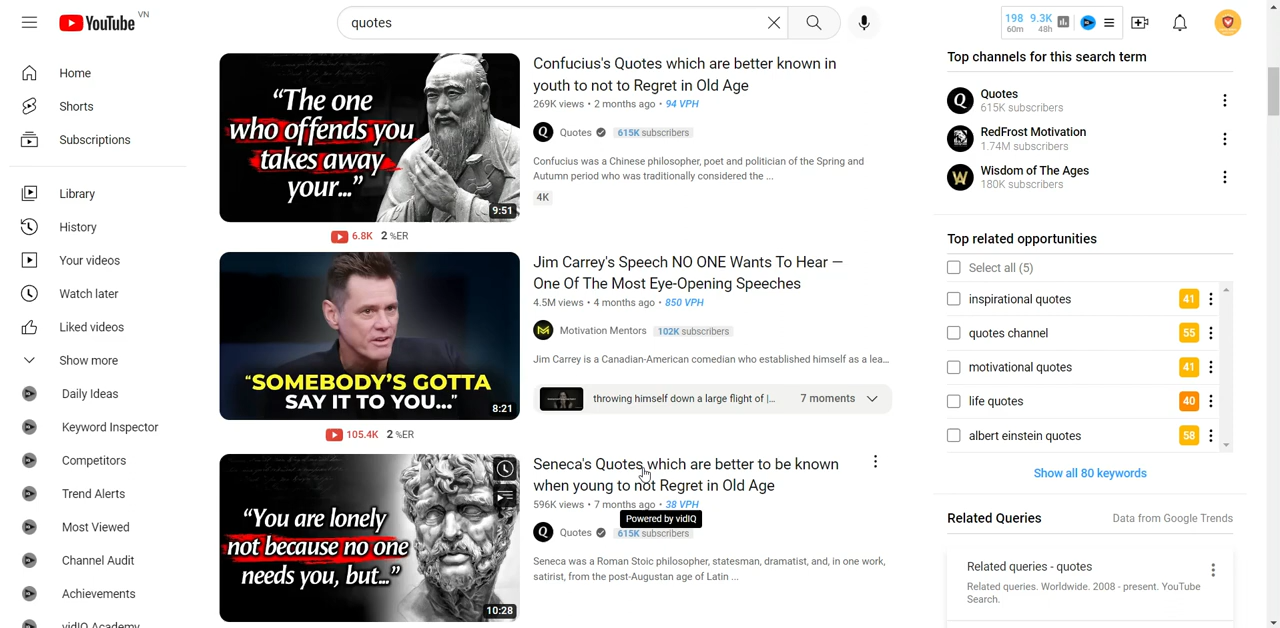 YouTube VN
quotes
198 9.3K
60m 48h
Home
Shorts
Subscriptions
Library
History
Your videos
Watch later
Liked videos
Show more
Daily Ideas
Keyword Inspector
Competitors
Trend Alerts
Most Viewed
Channel Audit
Achievements
vidIQ Academy
“The one
who offends you
takes away
your...”
9:51
6.8K 2 %ER
Confucius's Quotes which are better known in
youth to not to Regret in Old Age
269K views • 2 months ago • 94 VPH
Q Quotes 615K subscribers
Confucius was a Chinese philosopher, poet and politician of the Spring and
Autumn period who was traditionally considered the ...
4K
“SOMEBODY’S GOTTA
SAY IT TO YOU...”
8:21
105.4K 2 %ER
Jim Carrey's Speech NO ONE Wants To Hear —
One Of The Most Eye-Opening Speeches
4.5M views • 4 months ago • 850 VPH
Motivation Mentors 102K subscribers
Jim Carrey is a Canadian-American comedian who established himself as a lea...
throwing himself down a large flight of |... 7 moments
“You are lonely
not because no one
needs you, but...”
10:28
Seneca's Quotes which are better to be known
when young to not Regret in Old Age
596K views • 7 months ago • 38 VPH
Powered by vidIQ
Q Quotes 615K subscribers
Seneca was a Roman Stoic philosopher, statesman, dramatist, and, in one work,
satirist, from the post-Augustan age of Latin ...
Top channels for this search term
Q Quotes
615K subscribers
RedFrost Motivation
1.74M subscribers
W Wisdom of The Ages
180K subscribers
Top related opportunities
Select all (5)
inspirational quotes 41
quotes channel 55
motivational quotes 41
life quotes 40
albert einstein quotes 58
Show all 80 keywords
Related Queries Data from Google Trends
Related queries - quotes
Related queries. Worldwide. 2008 - present. YouTube
Search.